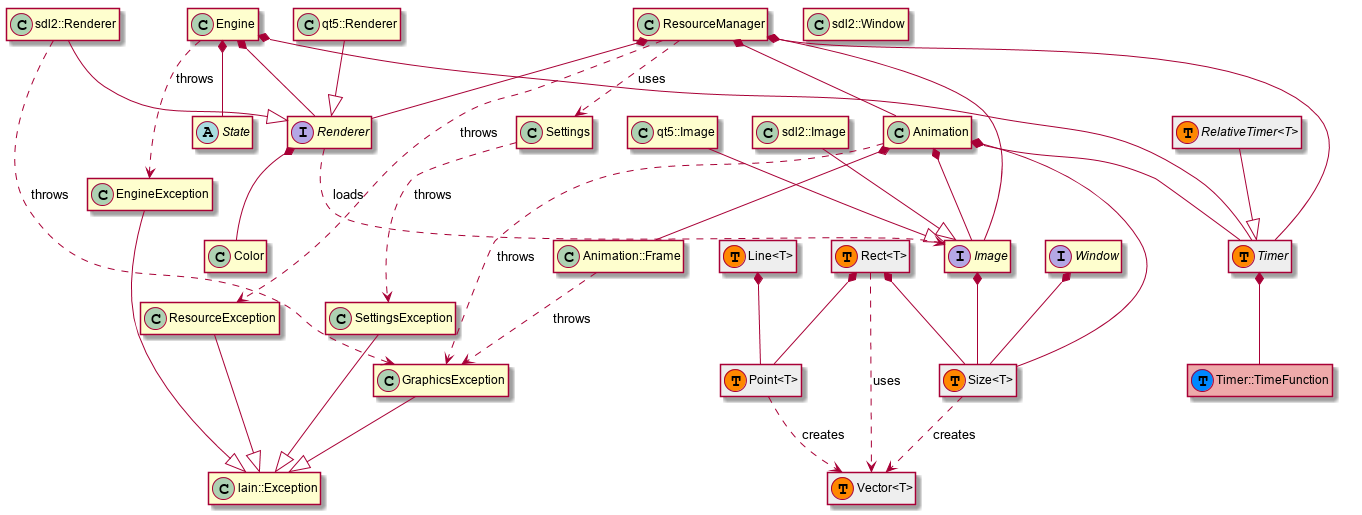 C sdl2::Renderer
C Engine
C qt5::Renderer
C ResourceManager
C sdl2::Window
throws
uses
A State
I Renderer
throws
C Settings
C qt5::Image
C sdl2::Image
C Animation
T RelativeTimer<T>
C EngineException
throws
loads
throws
C Color
C Animation::Frame
throws
T Line<T>
T Rect<T>
I Image
I Window
T Timer
C ResourceException
C SettingsException
throws
C GraphicsException
T Point<T>
uses
T Size<T>
T Timer::TimeFunction
creates
creates
C lain::Exception
T Vector<T>